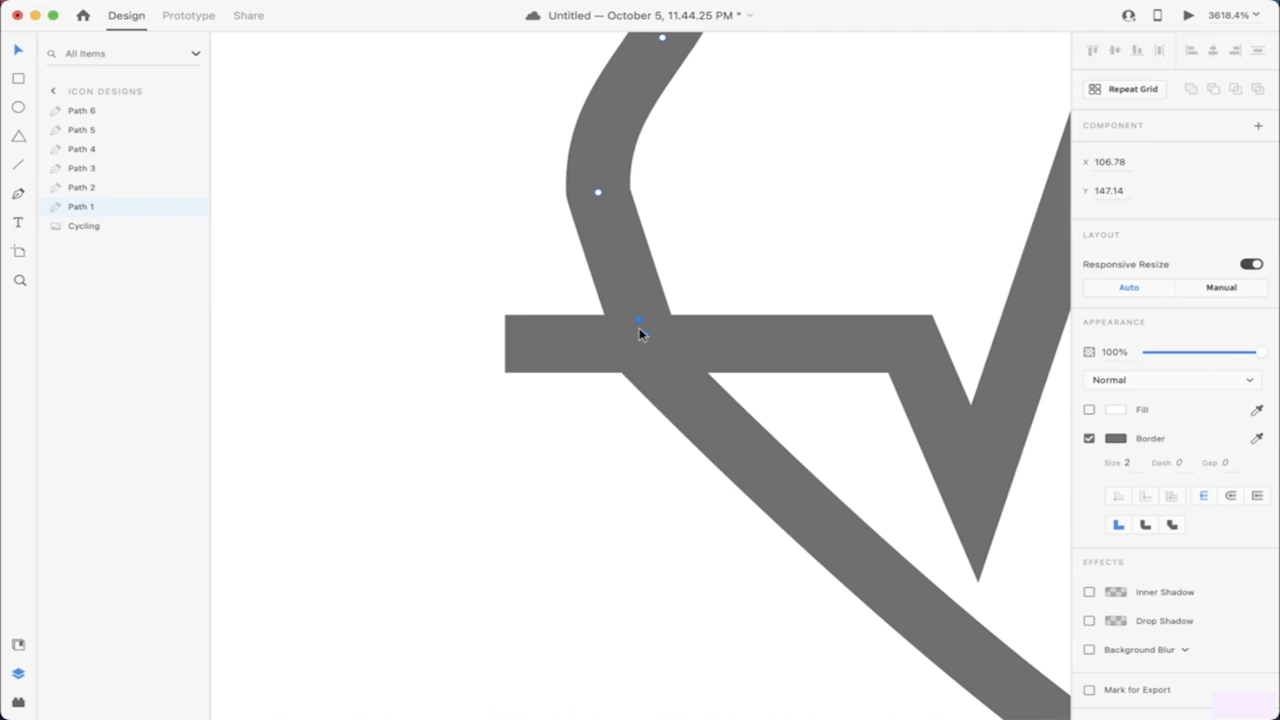 Design Prototype Share Untitled — October 5, 11.44.25 PM * 3618.4%
All Items
ICON DESIGNS
Path 6
Path 5
Path 4
Path 3
Path 2
Path 1
Cycling
T
Repeat Grid
COMPONENT
X 106.78
Y 147.14
LAYOUT
Responsive Resize
Auto Manual
APPEARANCE
100%
Normal
Fill
Border
Size 2 Dash 0 Gap 0
EFFECTS
Inner Shadow
Drop Shadow
Background Blur
Mark for Export